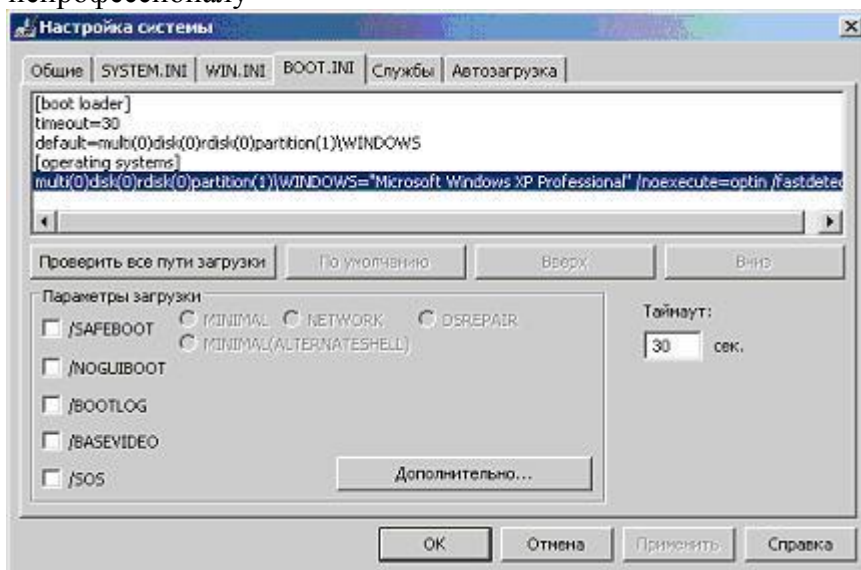 непрофессионалу
Настройка системы
Общие SYSTEM.INI WIN.INI BOOT.INI Службы Автозагрузка
[boot loader]
timeout=30
default=multi(0)disk(0)rdisk(0)partition(1)\WINDOWS
[operating systems]
multi(0)disk(0)rdisk(0)partition(1)\WINDOWS="Microsoft Windows XP Professional" /noexecute=optin /fastdetec
Проверить все пути загрузки По умолчанию Вверх Вниз
Параметры загрузки
/SAFEBOOT MINIMAL NETWORK DSREPAIR
MINIMAL(ALTERNATESHELL)
/NOGUIBOOT
/BOOTLOG
/BASEVIDEO
/SOS
Дополнительно...
Таймаут:
30 сек.
ОК Отмена Применить Справка